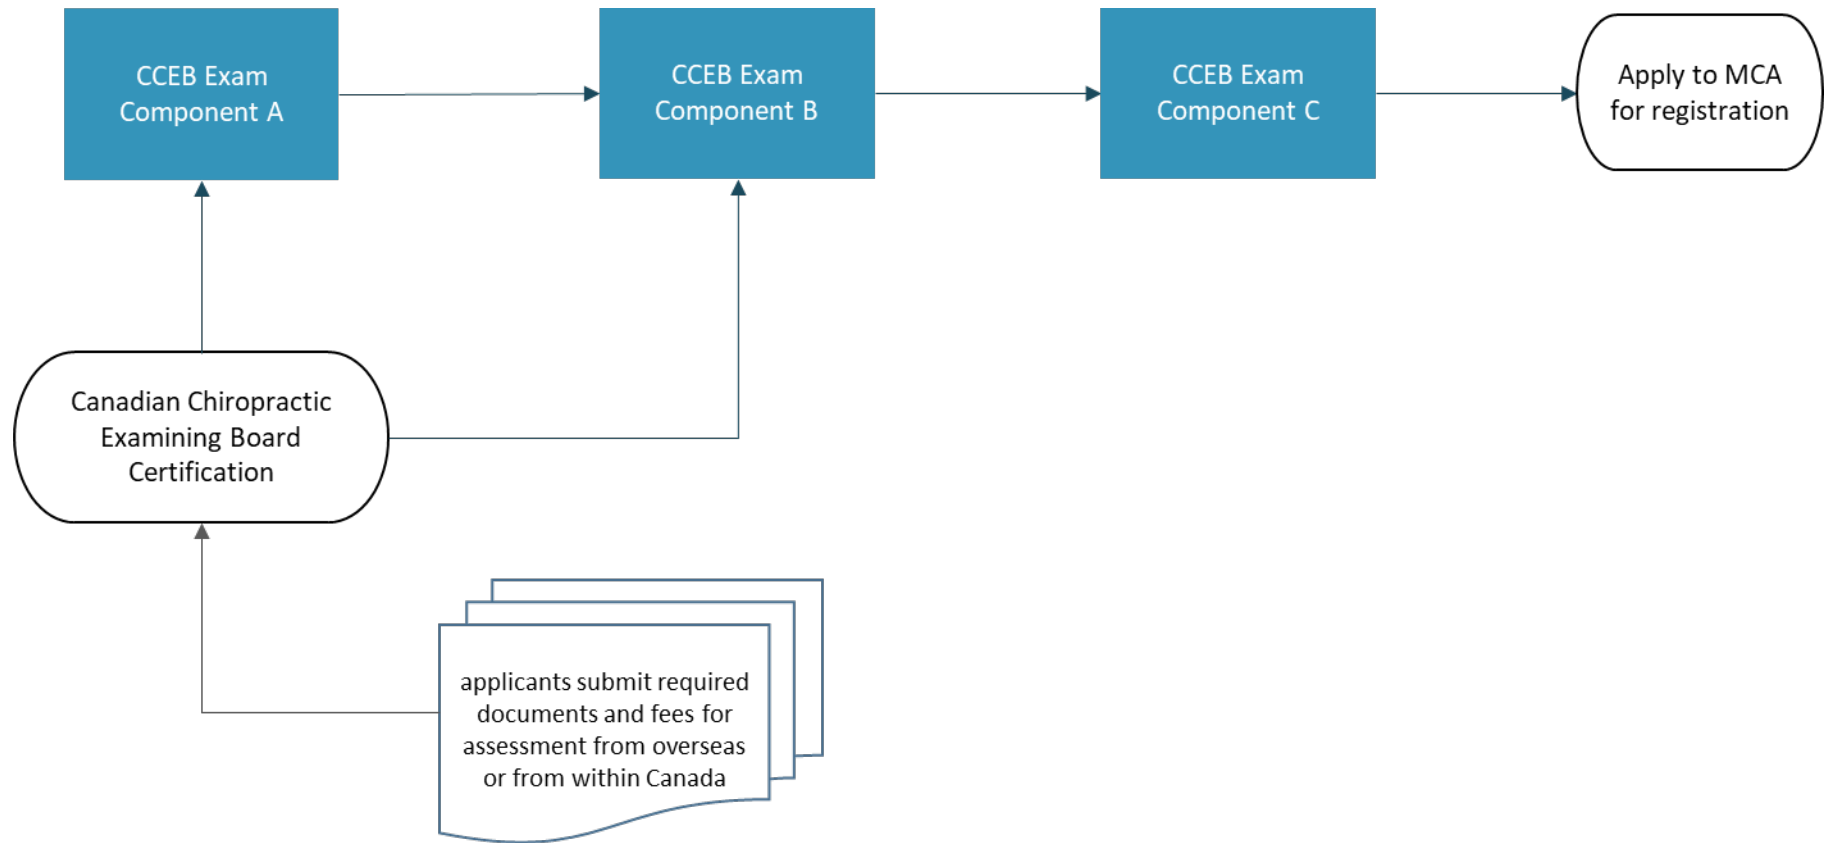 CCEB Exam
Component A
CCEB Exam
Component B
CCEB Exam
Component C
Apply to MCA
for registration
Canadian Chiropractic
Examining Board
Certification
applicants submit required
documents and fees for
assessment from overseas
or from within Canada